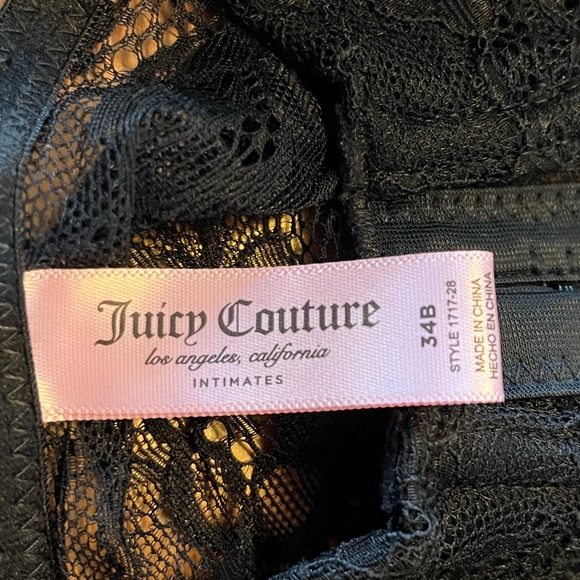 Juicy Couture
los angeles, california
INTIMATES
34B
STYLE 1717-28
MADE IN CHINA
HECHO EN CHINA